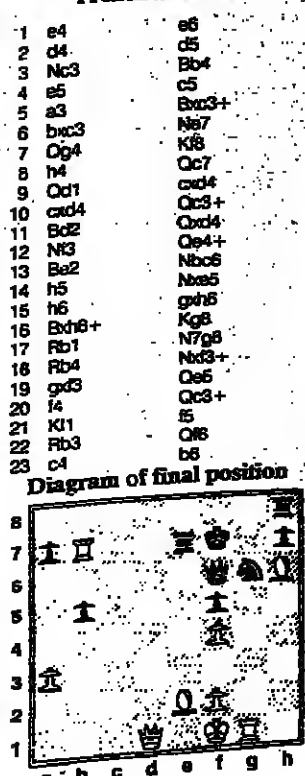 1 e4 e6
2 d4 d5
3 Nc3 Bb4
4 e5 c5
5 a3 Bxc3+
6 bxc3 Ne7
7 Qg4 Kf8
8 h4 Qc7
9 Qd1 cxd4
10 cxd4 Qc3+
11 Bd2 Qxd4
12 Nf3 Qe4+
13 Be2 Nbc6
14 h5 Nxe5
15 h6 gxh6
16 Bxh6+ Kg8
17 Rb1 N7g6
18 Rb4 Nxf3+
19 gxf3 Qe5
20 f4 Qc3+
21 Kf1 f5
22 Rb3 Qf6
23 c4 b6
Diagram of final position
8
7
6
5
4
3
2
1
b c d e f g h